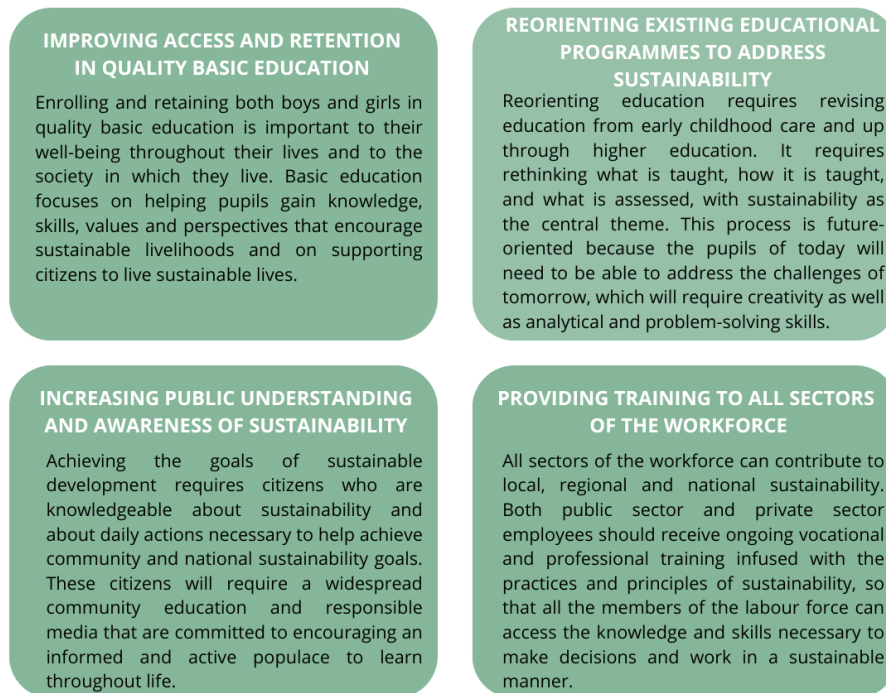 IMPROVING ACCESS AND RETENTION
IN QUALITY BASIC EDUCATION
Enrolling and retaining both boys and girls in
quality basic education is important to their
well-being throughout their lives and to the
society in which they live. Basic education
focuses on helping pupils gain knowledge,
skills, values and perspectives that encourage
sustainable livelihoods and on supporting
citizens to live sustainable lives.
REORIENTING EXISTING EDUCATIONAL
PROGRAMMES TO ADDRESS
SUSTAINABILITY
Reorienting education requires revising
education from early childhood care and up
through higher education. It requires
rethinking what is taught, how it is taught,
and what is assessed, with sustainability as
the central theme. This process is future-
oriented because the pupils of today will
need to be able to address the challenges of
tomorrow, which will require creativity as well
as analytical and problem-solving skills.
INCREASING PUBLIC UNDERSTANDING
AND AWARENESS OF SUSTAINABILITY
Achieving the goals of sustainable
development requires citizens who are
knowledgeable about sustainability and
about daily actions necessary to help achieve
community and national sustainability goals.
These citizens will require a widespread
community education and responsible
media that are committed to encouraging an
informed and active populace to learn
throughout life.
PROVIDING TRAINING TO ALL SECTORS
OF THE WORKFORCE
All sectors of the workforce can contribute to
local, regional and national sustainability.
Both public sector and private sector
employees should receive ongoing vocational
and professional training infused with the
practices and principles of sustainability, so
that all the members of the labour force can
access the knowledge and skills necessary to
make decisions and work in a sustainable
manner.